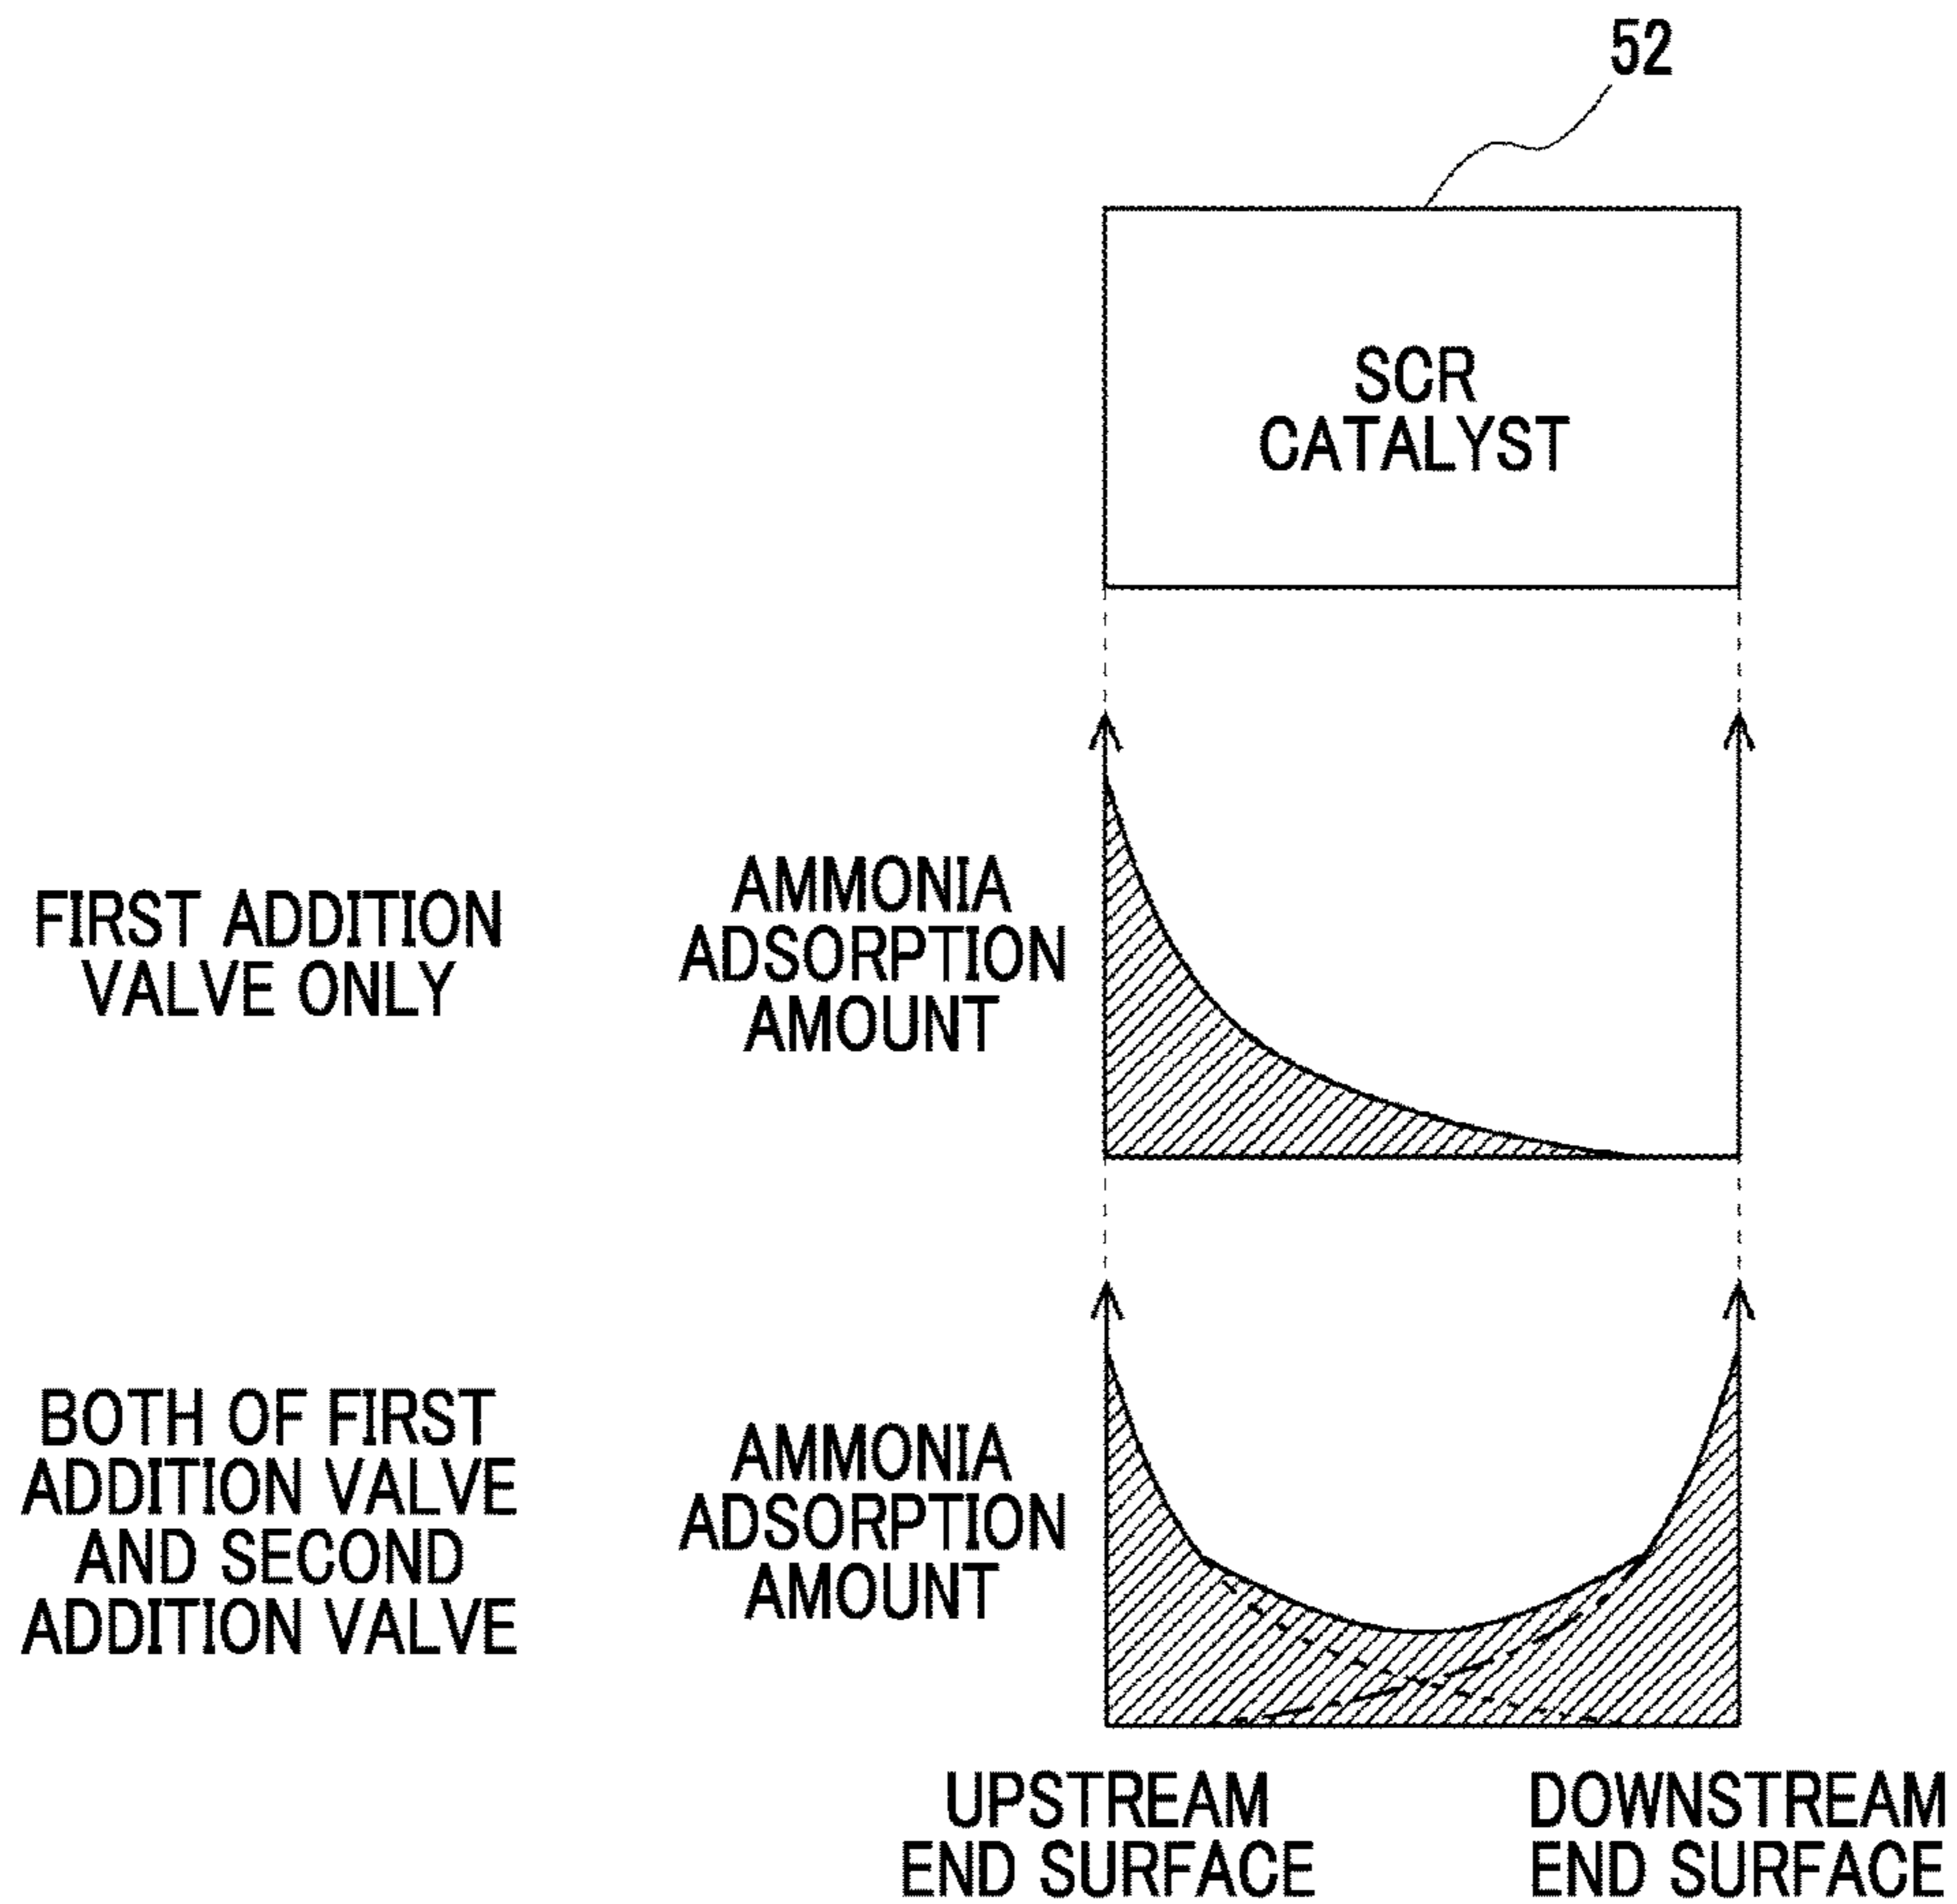 52
SCR
CATALYST
FIRST ADDITION
VALVE ONLY
AMMONIA
ADSORPTION
AMOUNT
BOTH OF FIRST
ADDITION VALVE
AND SECOND
ADDITION VALVE
AMMONIA
ADSORPTION
AMOUNT
UPSTREAM
END SURFACE
DOWNSTREAM
END SURFACE